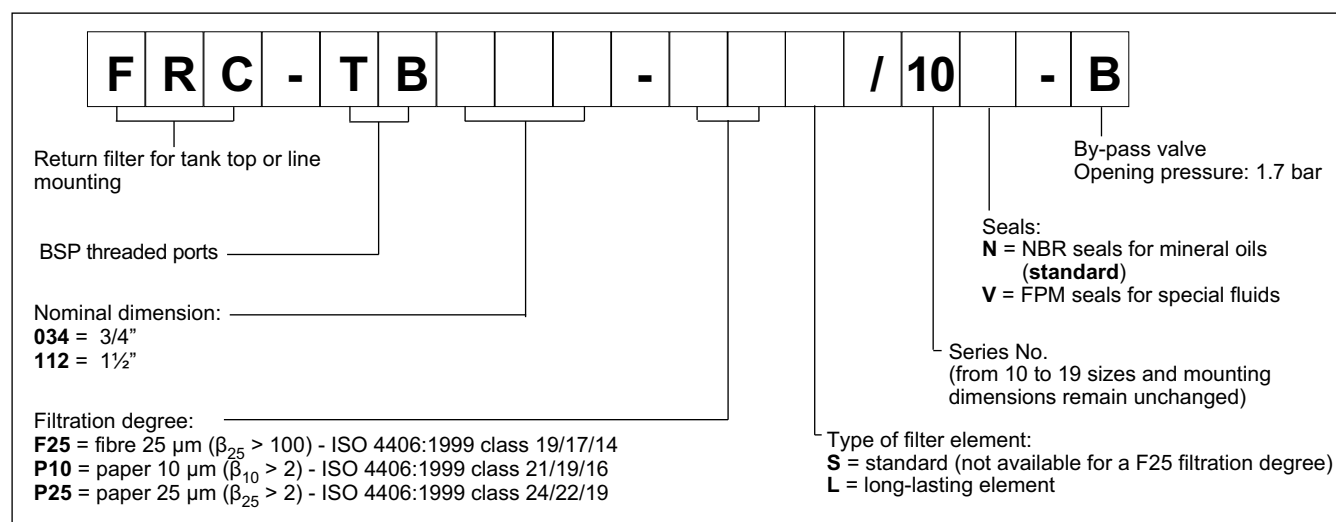 F R C - T B - / 10 - B
Return filter for tank top or line
mounting
BSP threaded ports
Nominal dimension:
034 = 3/4”
112 = 1½”
Filtration degree:
F25 = fibre 25 µm (β25 > 100) - ISO 4406:1999 class 19/17/14
P10 = paper 10 µm (β10 > 2) - ISO 4406:1999 class 21/19/16
P25 = paper 25 µm (β25 > 2) - ISO 4406:1999 class 24/22/19
By-pass valve
Opening pressure: 1.7 bar
Seals:
N = NBR seals for mineral oils
(standard)
V = FPM seals for special fluids
Series No.
(from 10 to 19 sizes and mounting
dimensions remain unchanged)
Type of filter element:
S = standard (not available for a F25 filtration degree)
L = long-lasting element